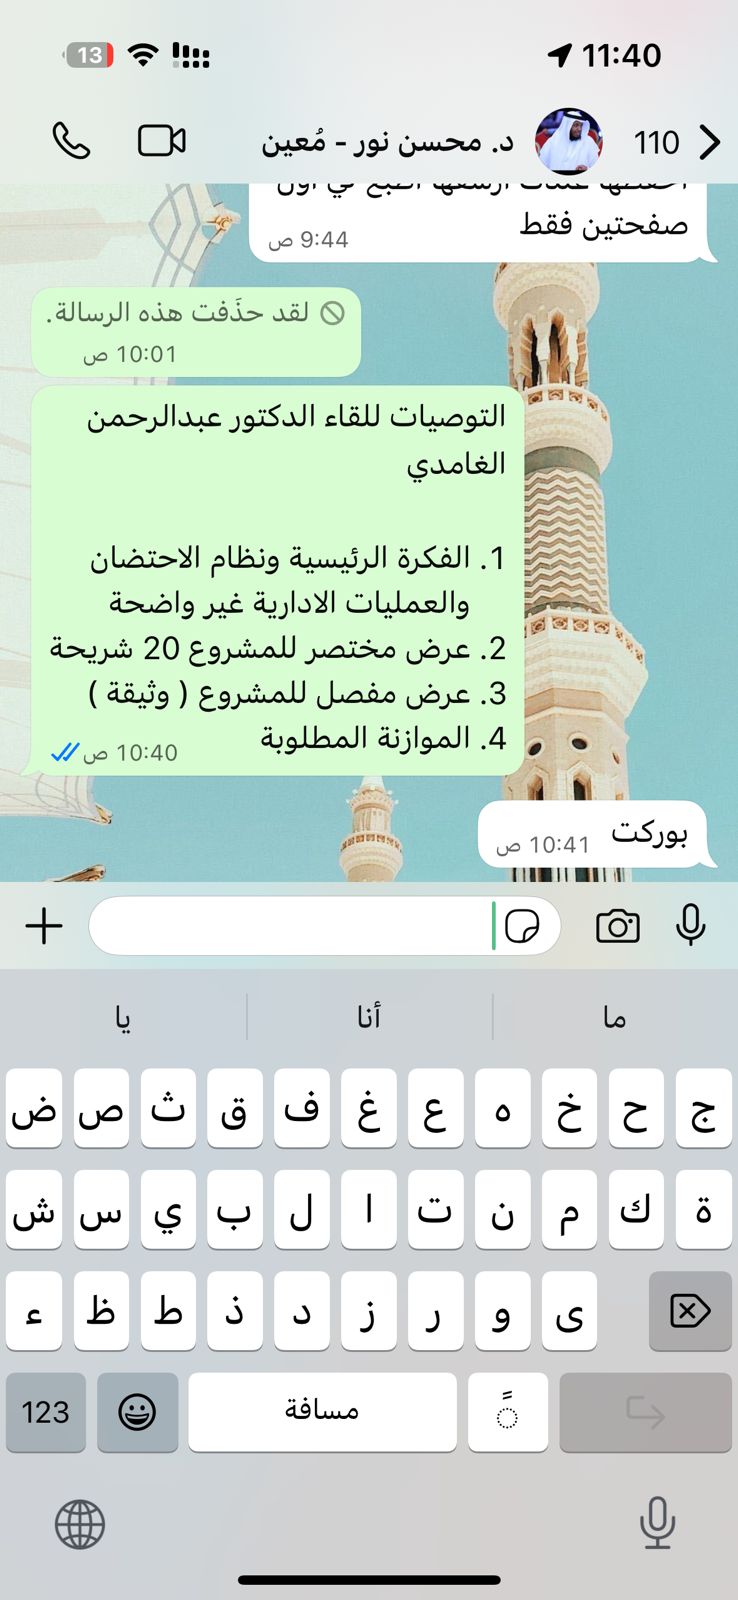 11:40
13
110
د. محسن نور - مُعين
صفحتين فقط
9:44 ص
لقد حذَفت هذه الرسالة.
10:01 ص
التوصيات للقاء الدكتور عبدالرحمن
الغامدي
1. الفكرة الرئيسية ونظام الاحتضان
والعمليات الادارية غير واضحة
2. عرض مختصر للمشروع 20 شريحة
3. عرض مفصل للمشروع ( وثيقة )
4. الموازنة المطلوبة
10:40 ص
بوركت
10:41 ص
ما أنا يا
ج ح خ ه ع غ ف ق ث ص ض
ة ك م ن ت ا ل ب ي س ش
ى و ر ز د ذ ط ظ ء
123 مسافة